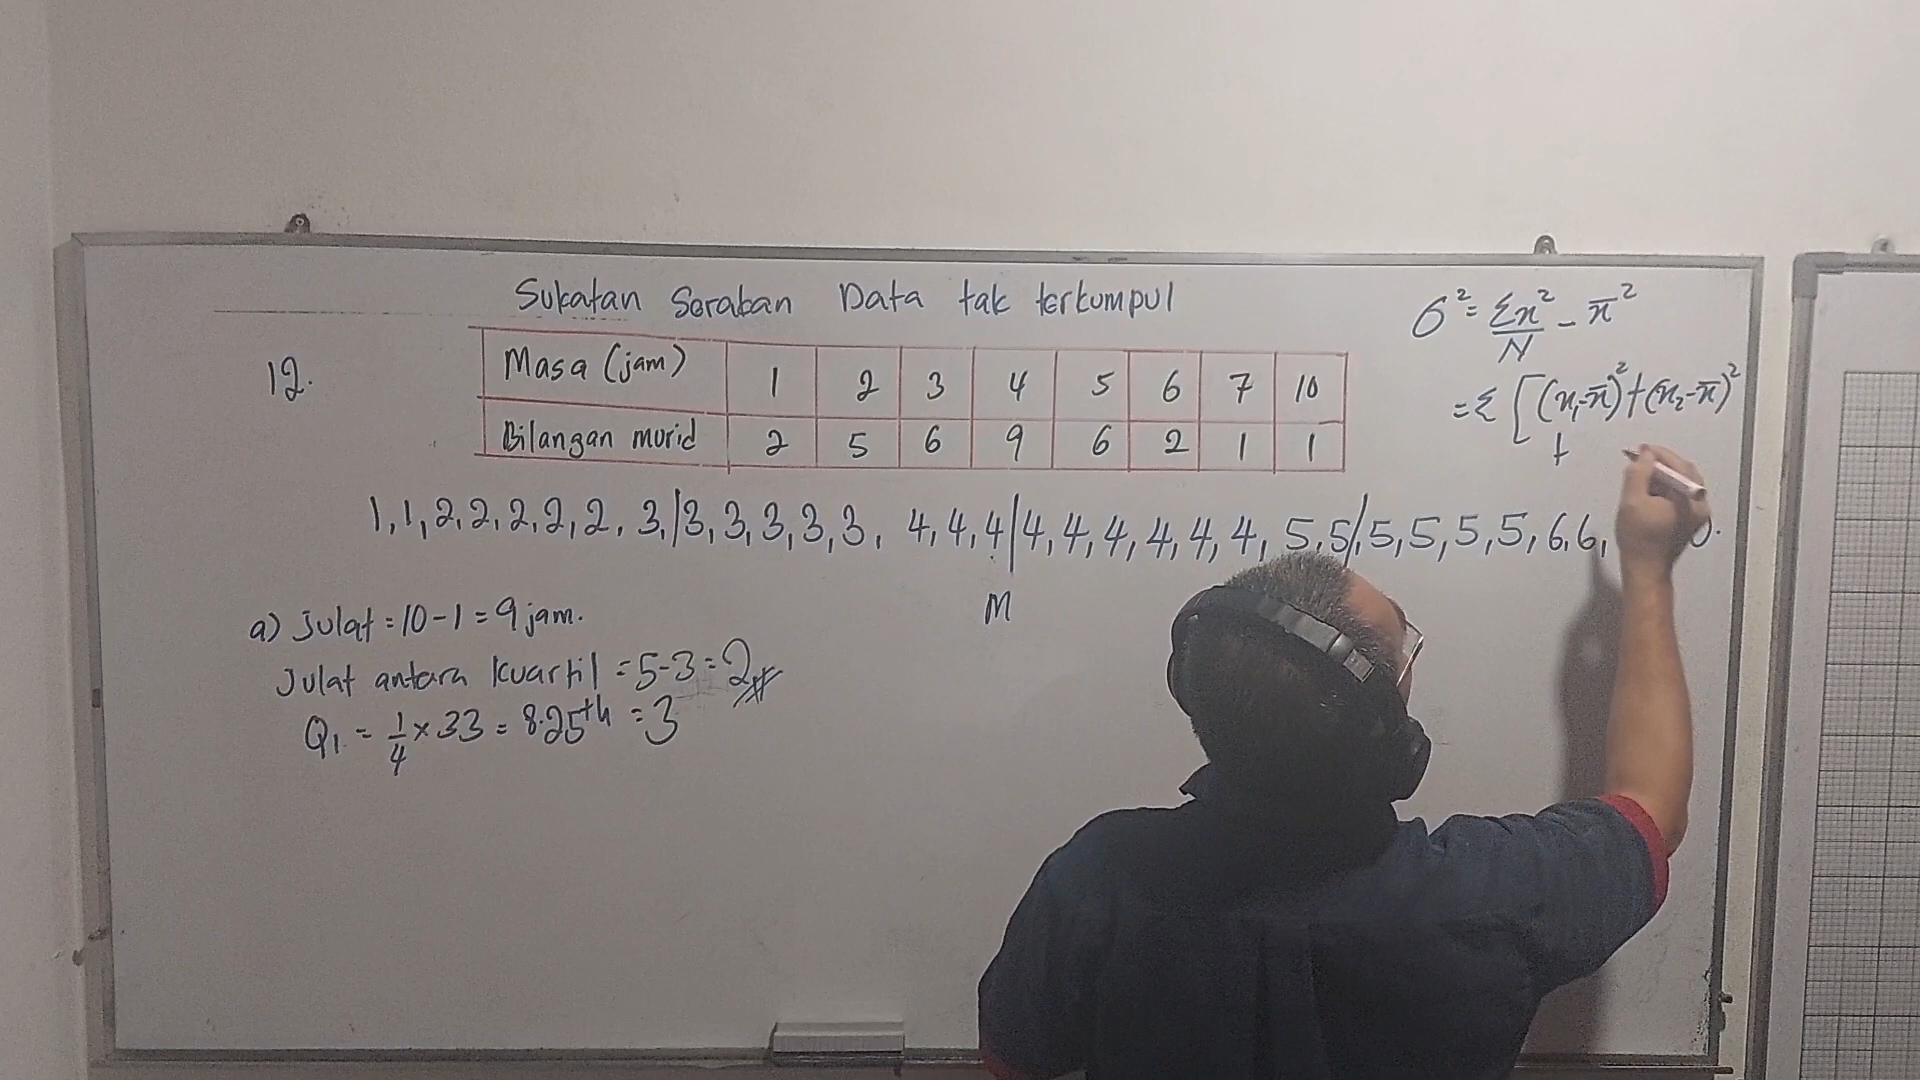 Sukatan Serakan Data tak terkumpul
12.
Masa (jam) 1 2 3 4 5 6 7 10
Bilangan murid 2 5 6 9 6 2 1 1
1, 1, 2, 2, 2, 2, 2, 3, | 3, 3, 3, 3, 3, 4, 4, 4 | 4, 4, 4, 4, 4, 4, 5, 5 | 5, 5, 5, 5, 6, 6,
M
a) Julat = 10 - 1 = 9 jam.
Julat antara kuartil = 5 - 3 = 2
Q₁ = 1/4 × 33 = 8.25th = 3
σ² = Σx²/N - x̄²
= Σ [(x₁-x̄)² + (x₂-x̄)²
+